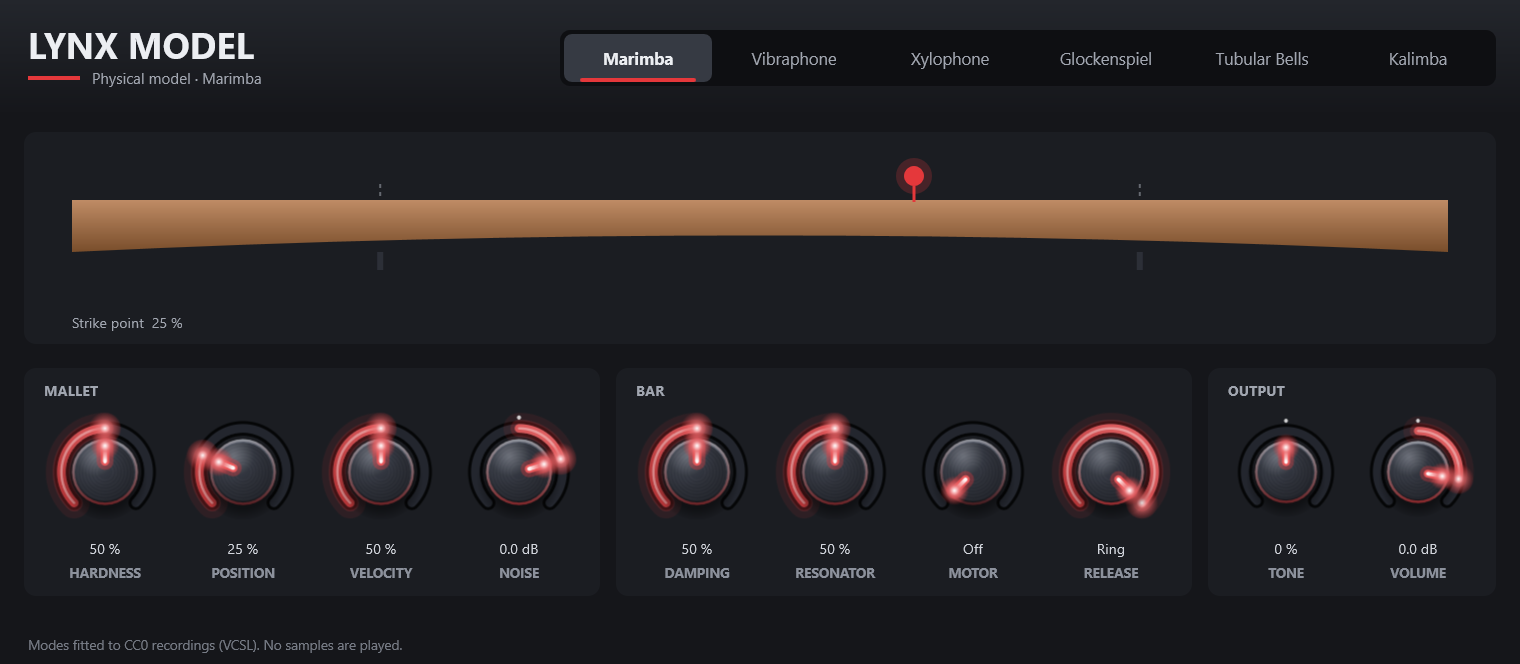 LYNX MODEL
Physical model · Marimba
Marimba Vibraphone Xylophone Glockenspiel Tubular Bells Kalimba
Strike point 25 %
MALLET
50 % 25 % 50 % 0.0 dB
HARDNESS POSITION VELOCITY NOISE
BAR
50 % 50 % Off Ring
DAMPING RESONATOR MOTOR RELEASE
OUTPUT
0 % 0.0 dB
TONE VOLUME
Modes fitted to CC0 recordings (VCSL). No samples are played.